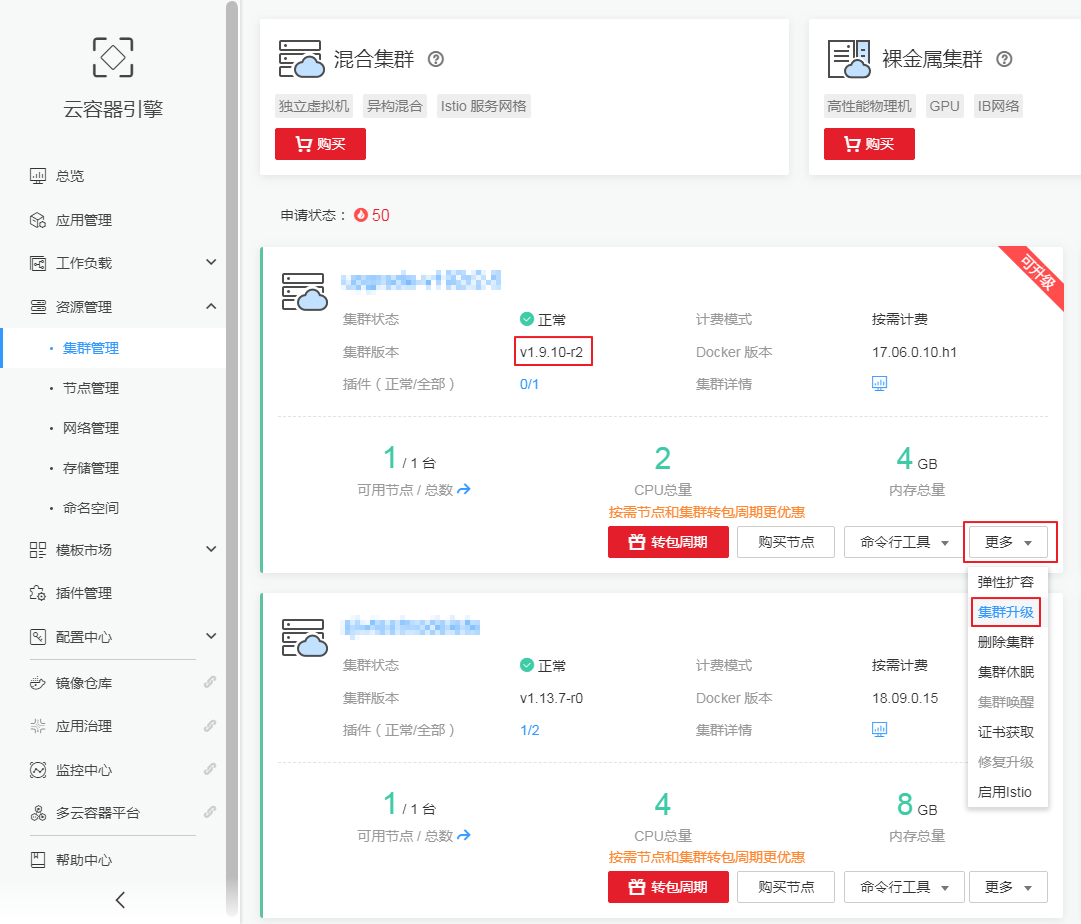 云容器引擎
总览
应用管理
工作负载
资源管理
· 集群管理
· 节点管理
· 网络管理
· 存储管理
· 命名空间
模板市场
插件管理
配置中心
镜像仓库
应用治理
监控中心
多云容器平台
帮助中心
混合集群 ?
独立虚拟机 异构混合 Istio 服务网格
购买
裸金属集群 ?
高性能物理机 GPU IB网络
购买
申请状态： 50
可升级
集群状态 正常 计费模式 按需计费
集群版本 v1.9.10-r2 Docker 版本 17.06.0.10.h1
插件（正常/全部） 0/1 集群详情
1 / 1 台 2 4 GB
可用节点 / 总数 CPU总量 内存总量
按需节点和集群转包周期更优惠
转包周期 购买节点 命令行工具 更多
弹性扩容
集群升级
删除集群
集群休眠
集群唤醒
证书获取
修复升级
启用Istio
集群状态 正常 计费模式 按需计费
集群版本 v1.13.7-r0 Docker 版本 18.09.0.15
插件（正常/全部） 1/2 集群详情
1 / 1 台 4 8 GB
可用节点 / 总数 CPU总量 内存总量
按需节点和集群转包周期更优惠
转包周期 购买节点 命令行工具 更多